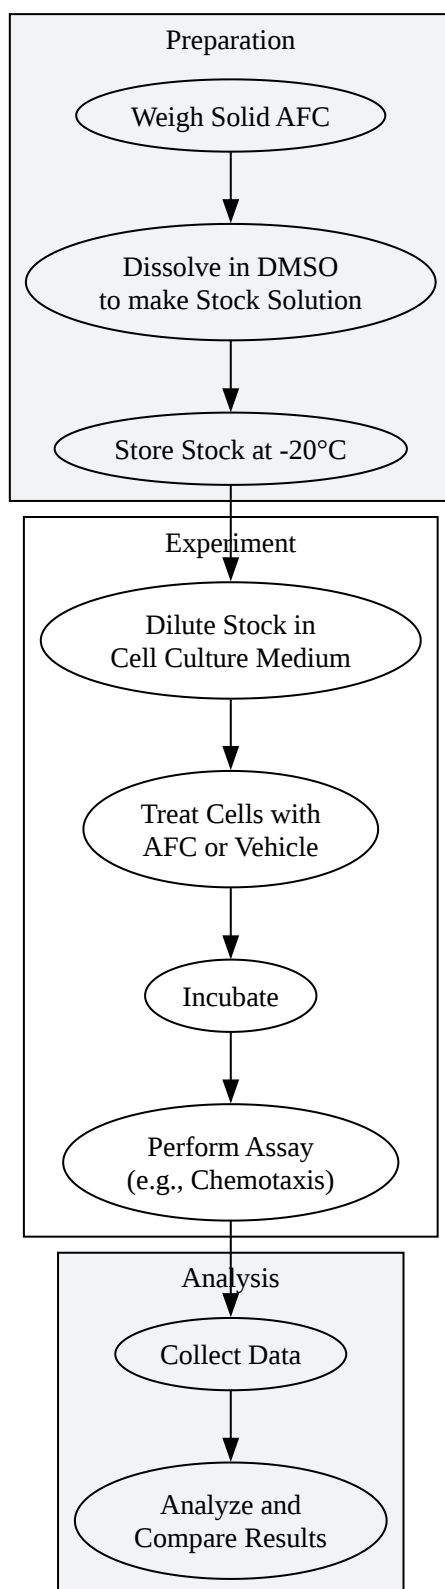 Preparation
Weigh Solid AFC
Dissolve in DMSO
to make Stock Solution
Store Stock at -20°C
Experiment
Dilute Stock in
Cell Culture Medium
Treat Cells with
AFC or Vehicle
Incubate
Perform Assay
(e.g., Chemotaxis)
Analysis
Collect Data
Analyze and
Compare Results